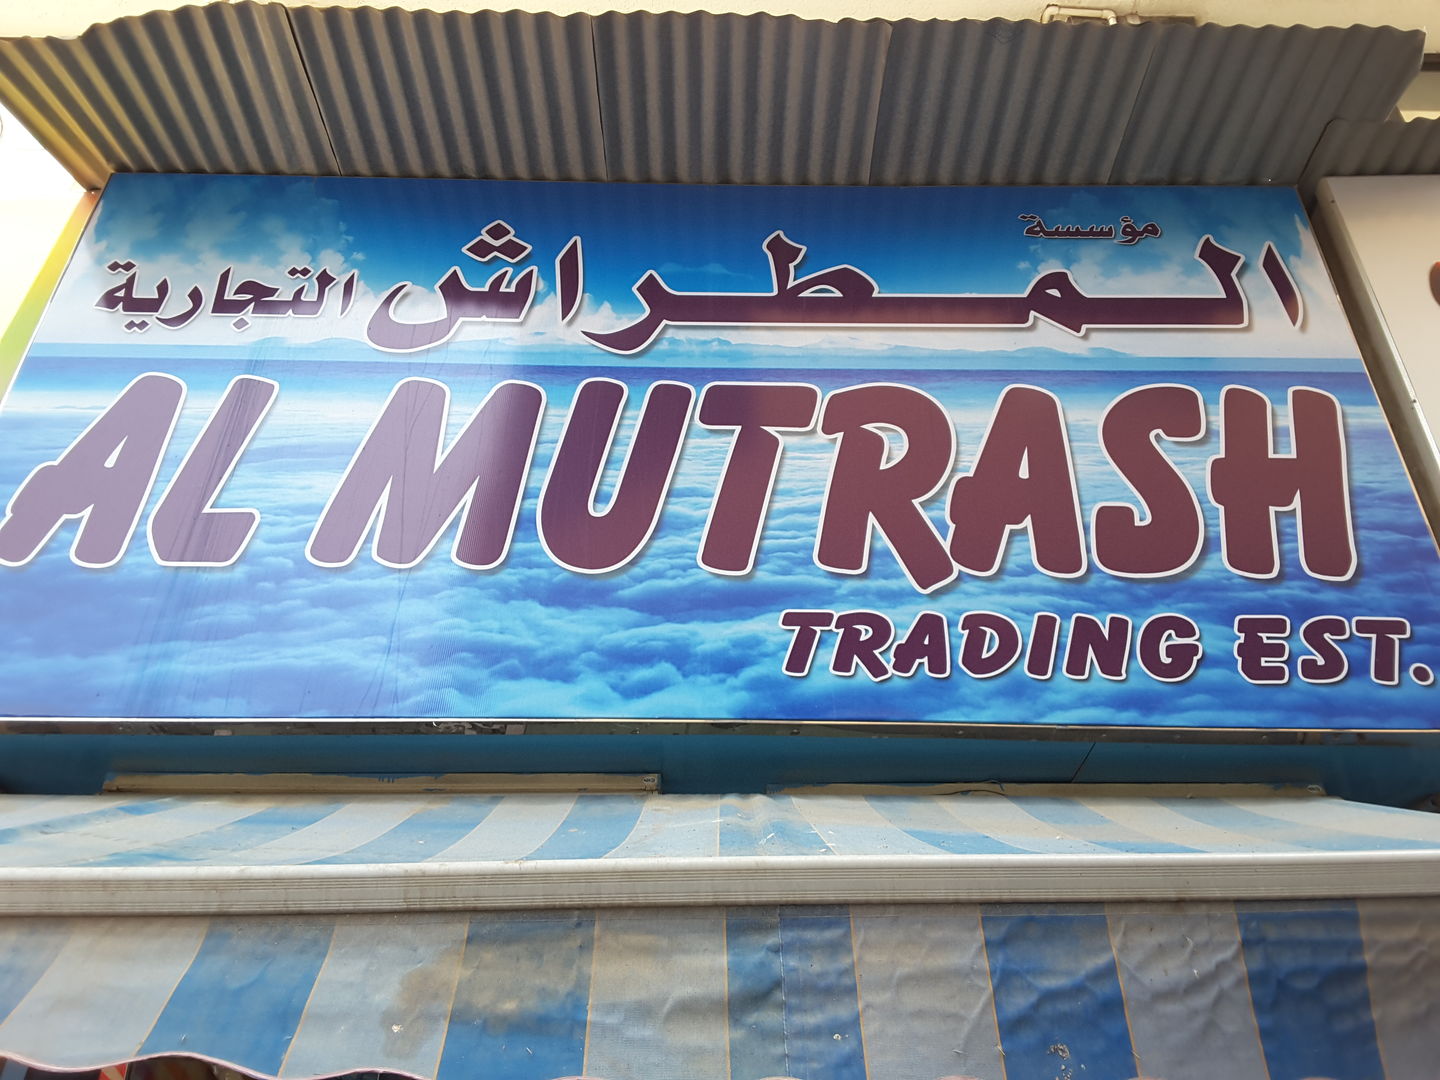 مؤسسة
المطراش التجارية
AL MUTRASH
TRADING EST.